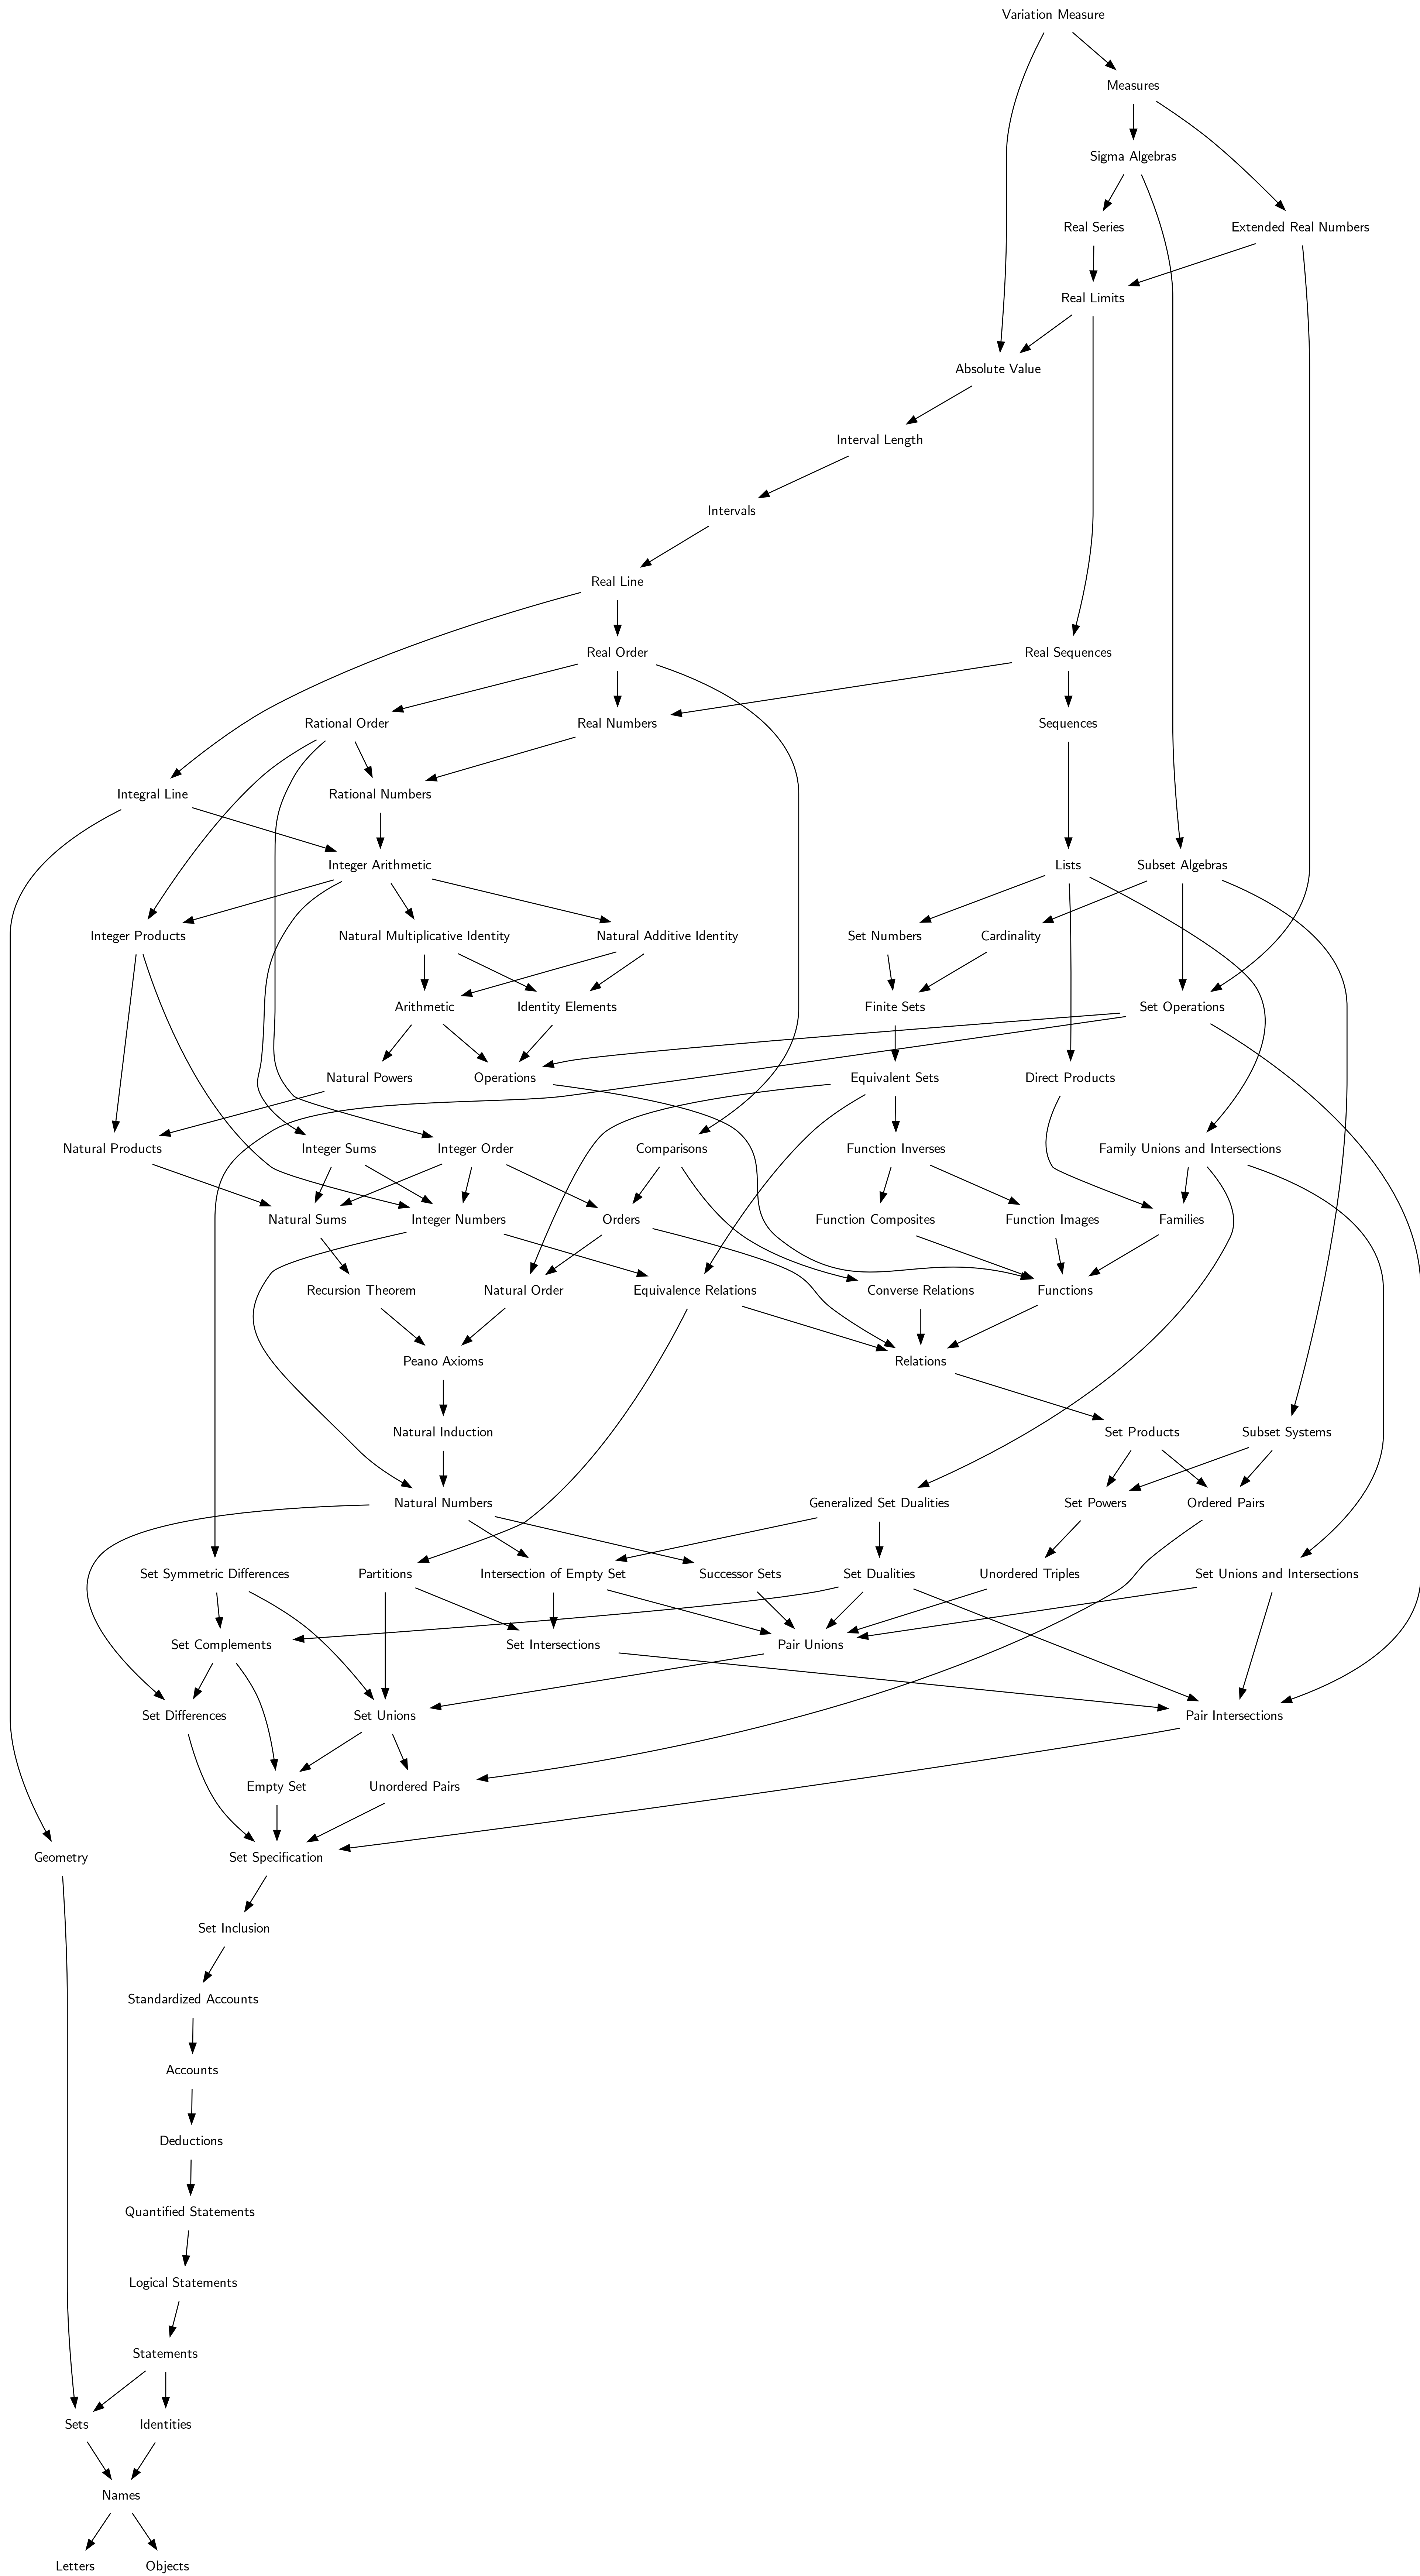 Variation Measure
Measures
Sigma Algebras
Real Series
Extended Real Numbers
Real Limits
Absolute Value
Interval Length
Intervals
Real Line
Real Order
Real Sequences
Rational Order
Real Numbers
Sequences
Integral Line
Rational Numbers
Integer Arithmetic
Lists
Subset Algebras
Integer Products
Natural Multiplicative Identity
Natural Additive Identity
Set Numbers
Cardinality
Arithmetic
Identity Elements
Finite Sets
Set Operations
Natural Powers
Operations
Equivalent Sets
Direct Products
Natural Products
Integer Sums
Integer Order
Comparisons
Function Inverses
Family Unions and Intersections
Natural Sums
Integer Numbers
Orders
Function Composites
Function Images
Families
Recursion Theorem
Natural Order
Equivalence Relations
Converse Relations
Functions
Peano Axioms
Relations
Natural Induction
Set Products
Subset Systems
Natural Numbers
Generalized Set Dualities
Set Powers
Ordered Pairs
Set Symmetric Differences
Partitions
Intersection of Empty Set
Successor Sets
Set Dualities
Unordered Triples
Set Unions and Intersections
Set Complements
Set Intersections
Pair Unions
Set Differences
Set Unions
Pair Intersections
Empty Set
Unordered Pairs
Geometry
Set Specification
Set Inclusion
Standardized Accounts
Accounts
Deductions
Quantified Statements
Logical Statements
Statements
Sets
Identities
Names
Letters
Objects